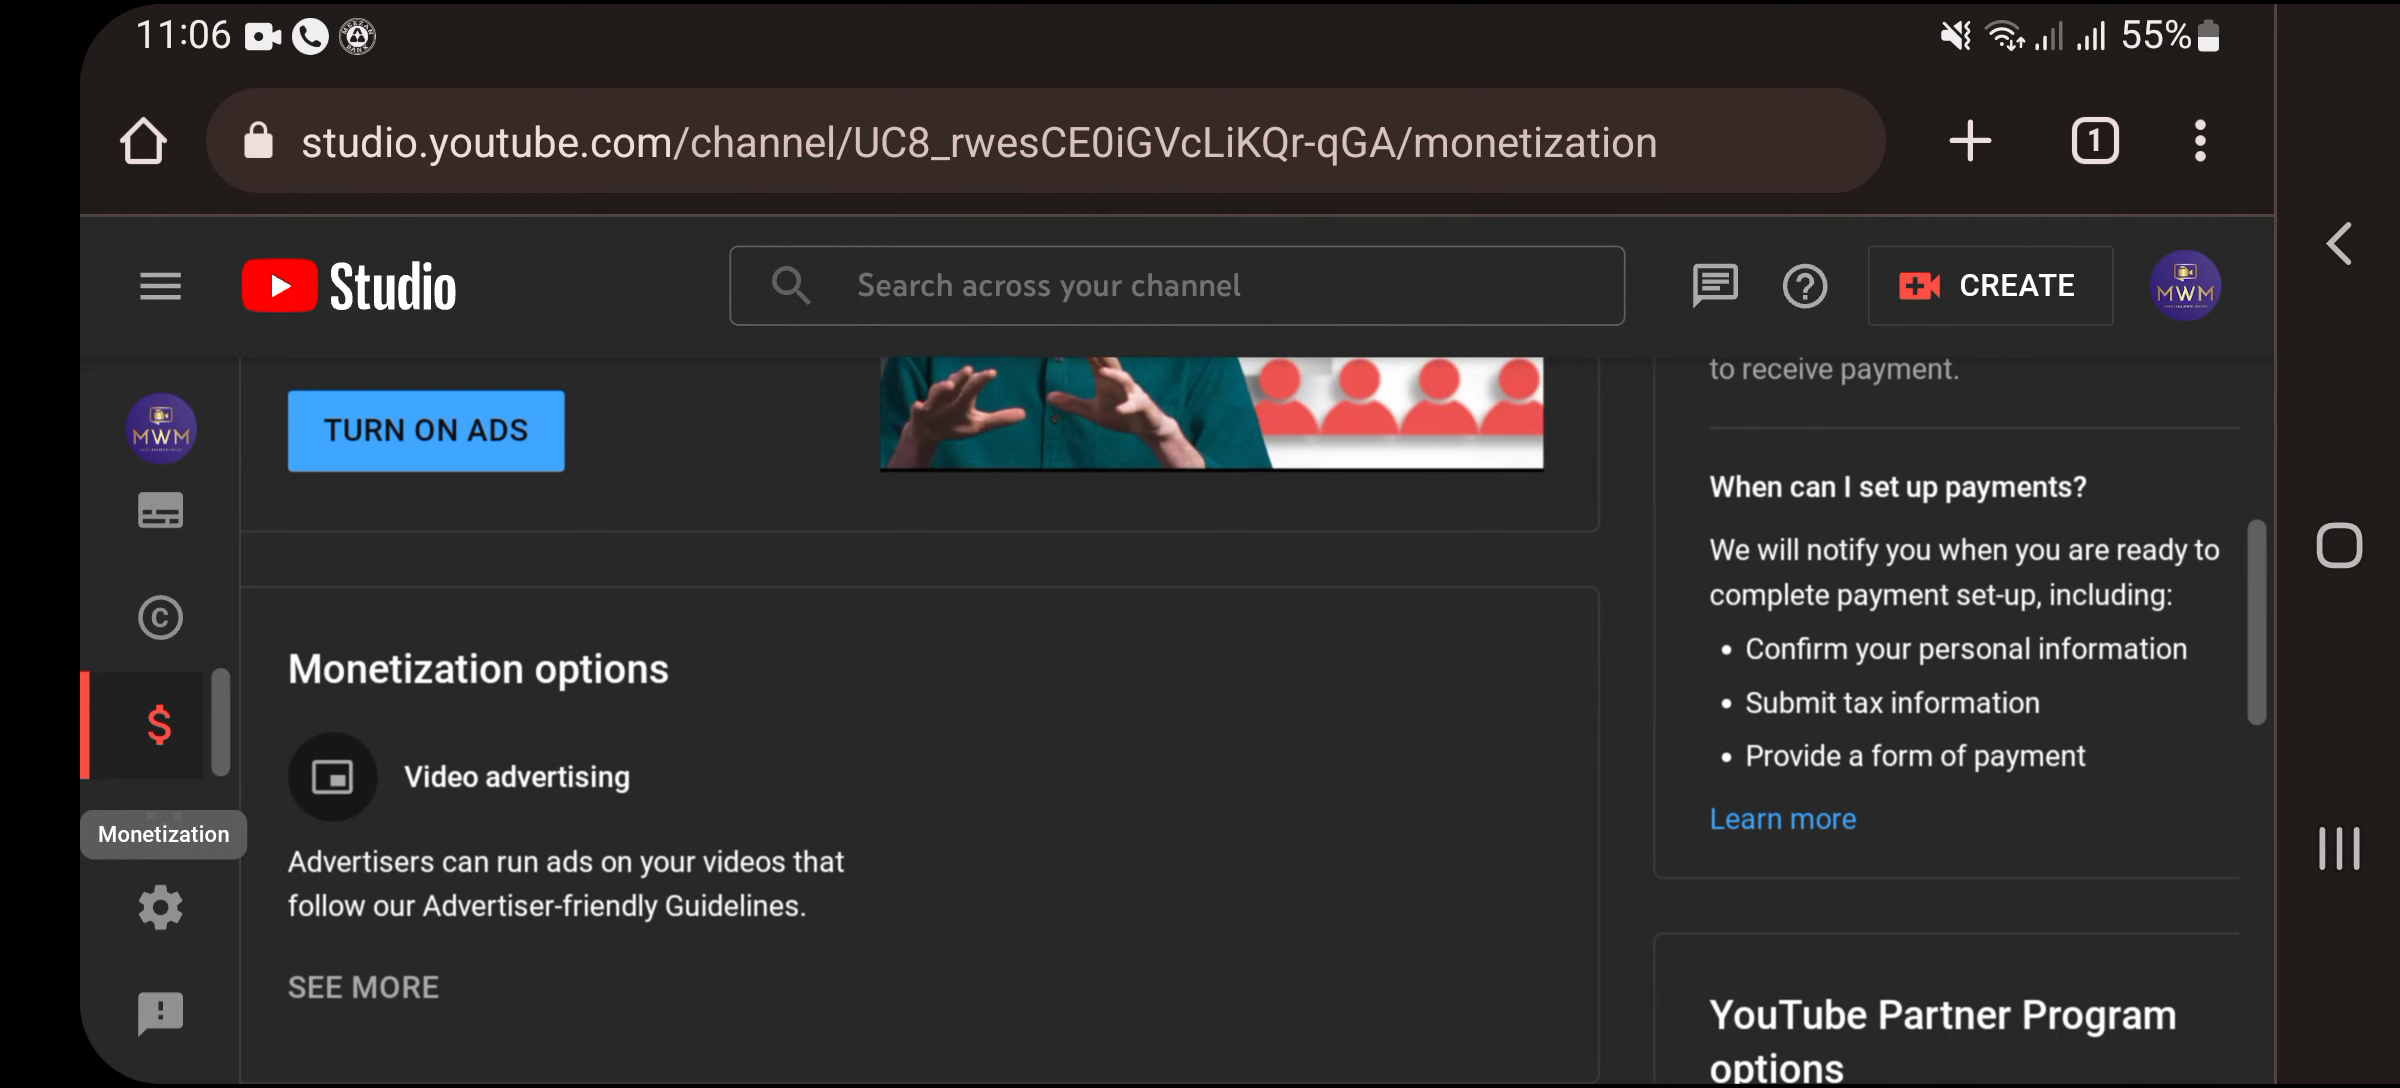 11:06
55%
studio.youtube.com/channel/UC8_rwesCE0iGVcLiKQr-qGA/monetization
1
Studio
Search across your channel
CREATE
MWM
MWM
TURN ON ADS
to receive payment.
When can I set up payments?
We will notify you when you are ready to
complete payment set-up, including:
• Confirm your personal information
• Submit tax information
• Provide a form of payment
Learn more
Monetization options
Video advertising
Monetization
Advertisers can run ads on your videos that
follow our Advertiser-friendly Guidelines.
SEE MORE
YouTube Partner Program
options